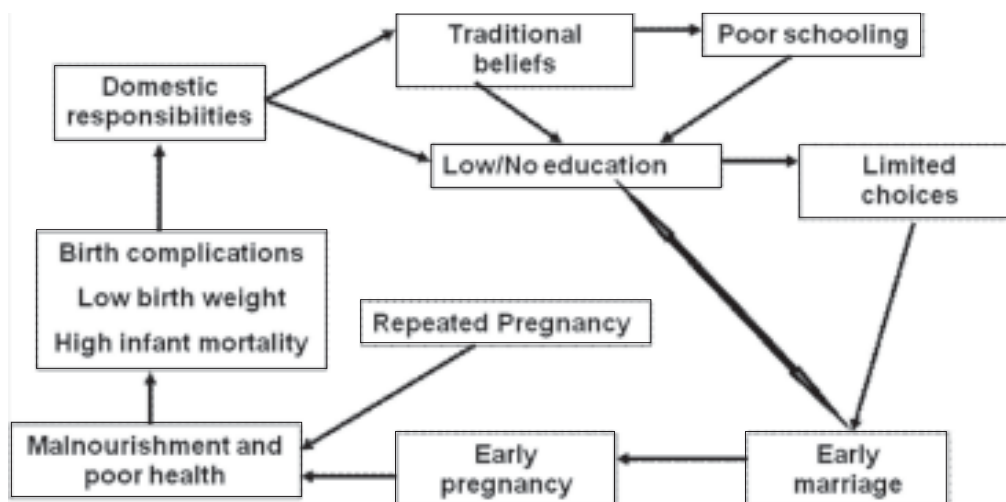 Traditional
beliefs
Poor schooling
Domestic
responsibiities
Low/No education
Limited
choices
Birth complications
Low birth weight
High infant mortality
Repeated Pregnancy
Malnourishment and
poor health
Early
pregnancy
Early
marriage